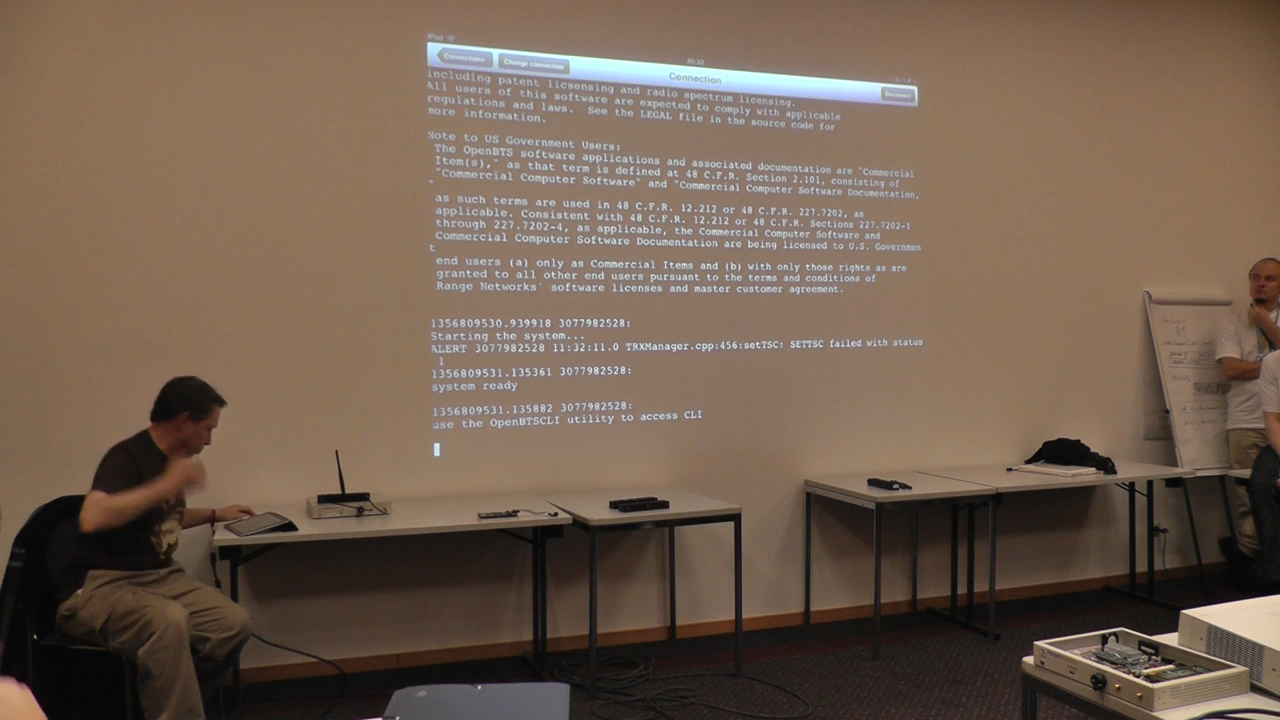 iPad
20:32
Connections
Change connection
Connection
Document
including patent licsensing and radio spectrum licensing.
All users of this software are expected to comply with applicable
regulations and laws.  See the LEGAL file in the source code for
more information.
Note to US Government Users:
The OpenBTS software applications and associated documentation are "Commercial
Item(s)," as that term is defined at 48 C.F.R. Section 2.101, consisting of
"Commercial Computer Software" and "Commercial Computer Software Documentation,
"
as such terms are used in 48 C.F.R. 12.212 or 48 C.F.R. 227.7202, as
applicable. Consistent with 48 C.F.R. 12.212 or 48 C.F.R. Sections 227.7202-1
through 227.7202-4, as applicable, the Commercial Computer Software and
Commercial Computer Software Documentation are being licensed to U.S. Governmen
t
end users (a) only as Commercial Items and (b) with only those rights as are
granted to all other end users pursuant to the terms and conditions of
Range Networks' software licenses and master customer agreement.
1356809530.939918 3077982528:
Starting the system...
ALERT 3077982528 11:32:11.0 TRXManager.cpp:456:setTSC: SETTSC failed with status
1
1356809531.135361 3077982528:
system ready
1356809531.135882 3077982528:
use the OpenBTSCLI utility to access CLI